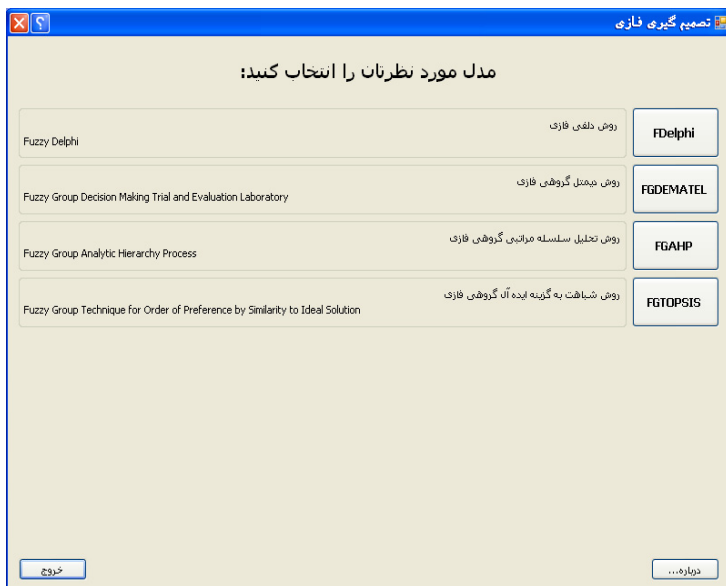 تصمیم گیری فازی
مدل مورد نظرتان را انتخاب کنید:
FDelphi
روش دلفی فازی
Fuzzy Delphi
FGDEMATEL
روش دیمتل گروهی فازی
Fuzzy Group Decision Making Trial and Evaluation Laboratory
FGAHP
روش تحلیل سلسله مراتبی گروهی فازی
Fuzzy Group Analytic Hierarchy Process
FGTOPSIS
روش شباهت به گزینه ایده آل گروهی فازی
Fuzzy Group Technique for Order of Preference by Similarity to Ideal Solution
درباره...
خروج